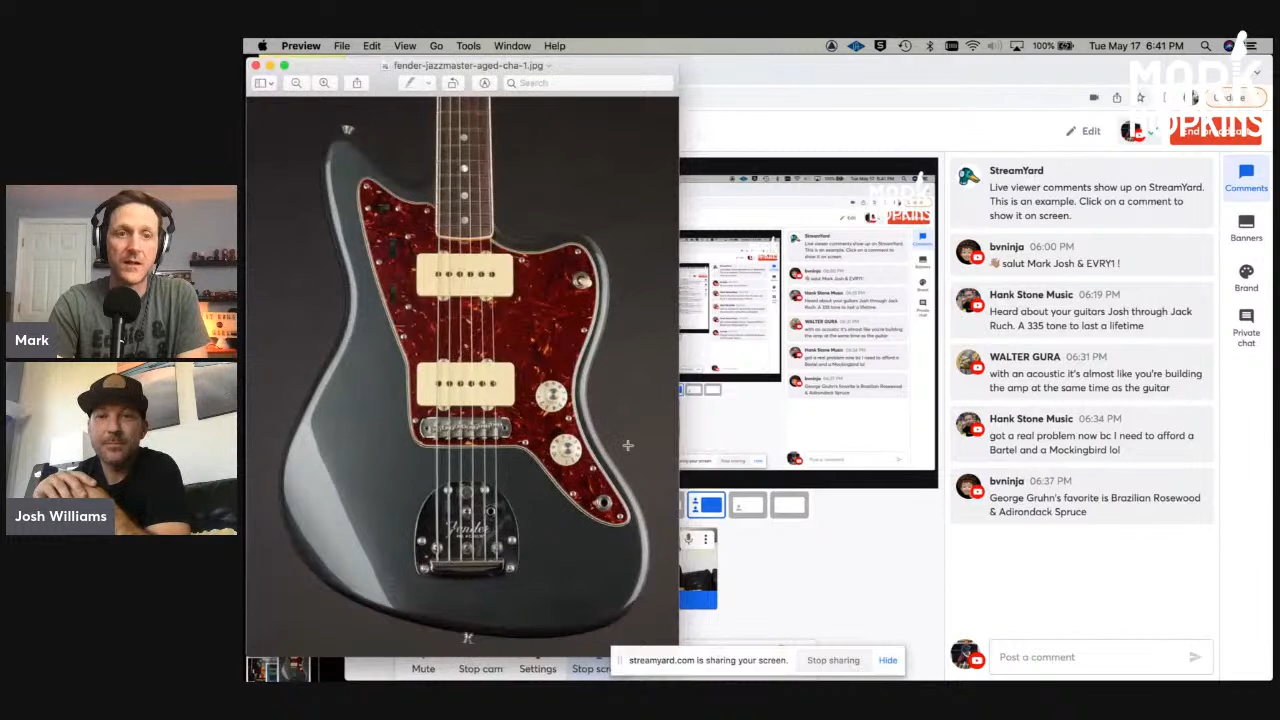 Preview File Edit View Go Tools Window Help
100% Tue May 17 6:41 PM
MARK
HOPKINS
fender-jazzmaster-aged-cha-1.jpg
Search
Edit
Mark
Josh Williams
Fender
StreamYard
Live viewer comments show up on StreamYard.
This is an example. Click on a comment to
show it on screen.
bvninja 06:00 PM
👋🏽 salut Mark Josh & EVRY1 !
Hank Stone Music 06:19 PM
Heard about your guitars Josh through Jack
Ruch. A 335 tone to last a lifetime
WALTER GURA 06:31 PM
with an acoustic it's almost like you're building
the amp at the same time as the guitar
Hank Stone Music 06:34 PM
got a real problem now bc I need to afford a
Bartel and a Mockingbird lol
bvninja 06:37 PM
George Gruhn's favorite is Brazilian Rosewood
& Adirondack Spruce
Comments
Banners
Brand
Private
chat
Post a comment
streamyard.com is sharing your screen. Stop sharing Hide
Mute Stop cam Settings Stop scr